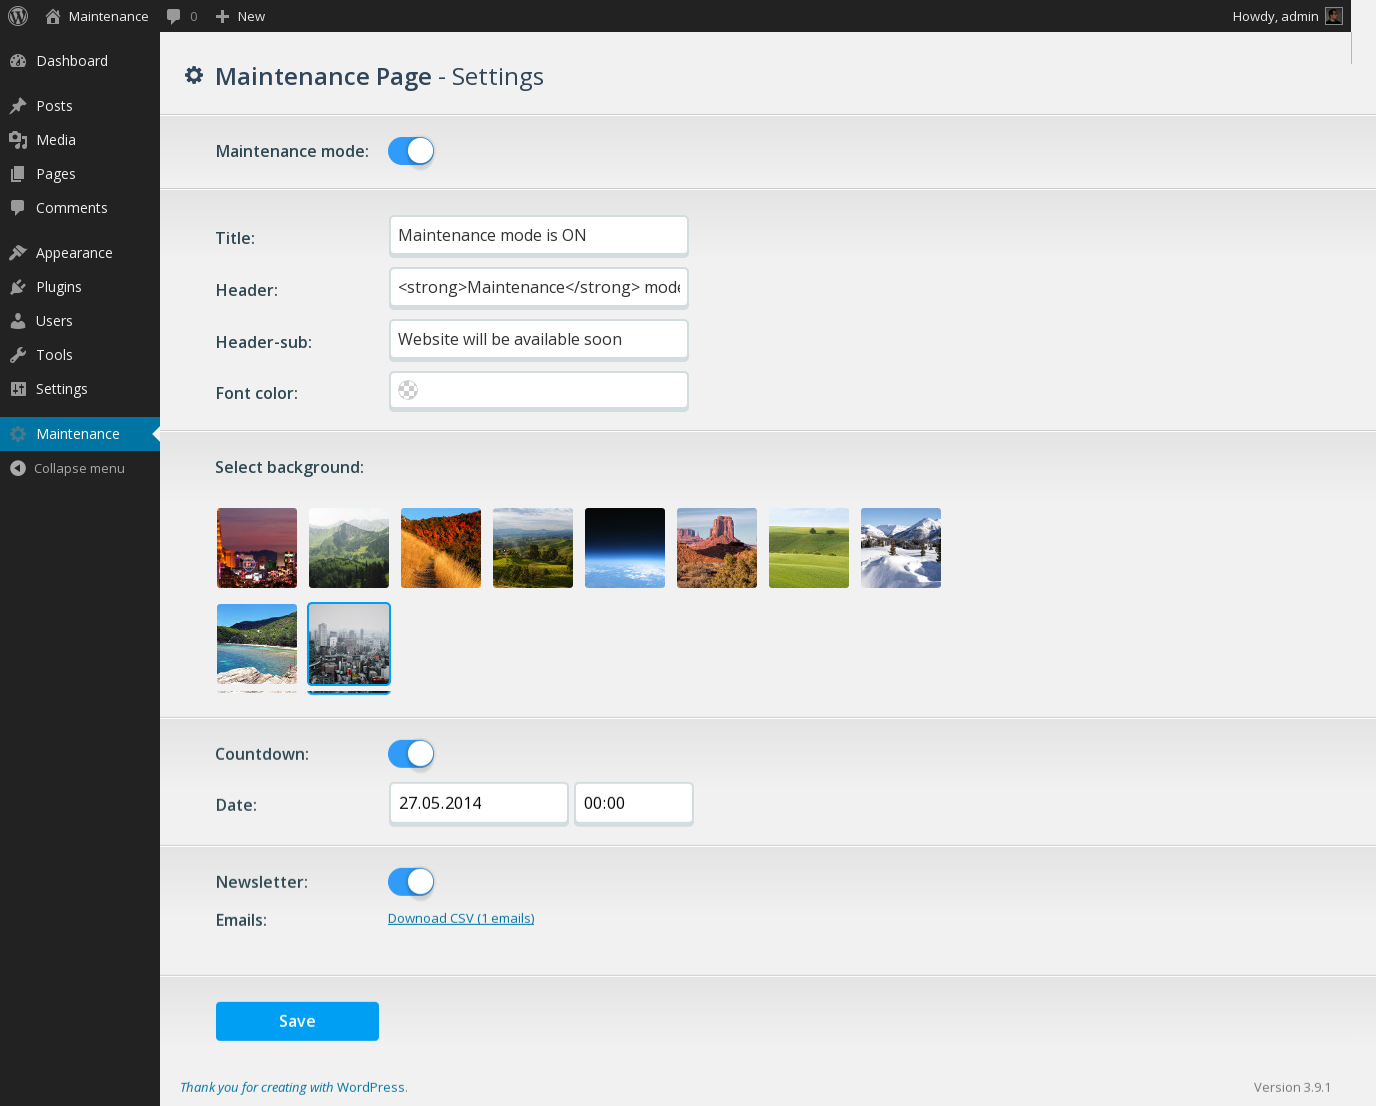 Maintenance 0 New Howdy, admin
Dashboard
Posts
Media
Pages
Comments
Appearance
Plugins
Users
Tools
Settings
Maintenance
Collapse menu
Maintenance Page - Settings
Maintenance mode:
Title: Maintenance mode is ON
Header: <strong>Maintenance</strong> mode
Header-sub: Website will be available soon
Font color:
Select background:
Countdown:
Date: 27.05.2014 00:00
Newsletter:
Emails: Downoad CSV (1 emails)
Save
Thank you for creating with WordPress. Version 3.9.1